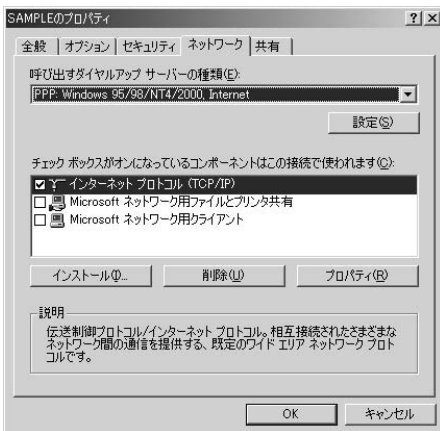 SAMPLEのプロパティ
全般 オプション セキュリティ ネットワーク 共有
呼び出すダイヤルアップ サーバーの種類(E):
PPP: Windows 95/98/NT4/2000, Internet
設定(S)
チェック ボックスがオンになっているコンポーネントはこの接続で使われます(C):
インターネット プロトコル (TCP/IP)
Microsoft ネットワーク用ファイルとプリンタ共有
Microsoft ネットワーク用クライアント
インストール(I)... 削除(U) プロパティ(R)
説明
伝送制御プロトコル/インターネット プロトコル。相互接続されたさまざまな
ネットワーク間の通信を提供する、既定のワイド エリア ネットワーク プロト
コルです。
OK キャンセル